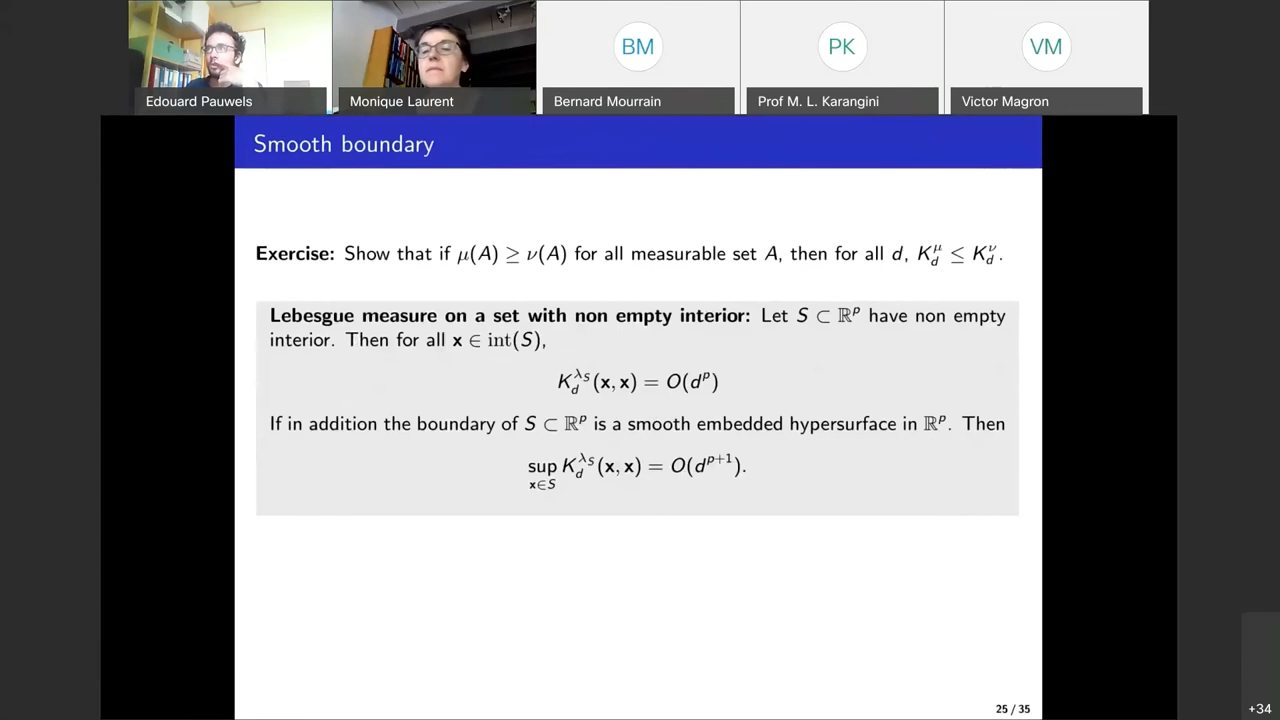 BM
PK
VM
Edouard Pauwels
Monique Laurent
Bernard Mourrain
Prof M. L. Karangini
Victor Magron
Smooth boundary
Exercise: Show that if μ(A) ≥ ν(A) for all measurable set A, then for all d, K_d^μ ≤ K_d^ν.
Lebesgue measure on a set with non empty interior: Let S ⊂ ℝ^p have non empty
interior. Then for all x ∈ int(S),
K_d^{λ_S}(x, x) = O(d^p)
If in addition the boundary of S ⊂ ℝ^p is a smooth embedded hypersurface in ℝ^p. Then
sup_{x∈S} K_d^{λ_S}(x, x) = O(d^{p+1}).
25 / 35
+34